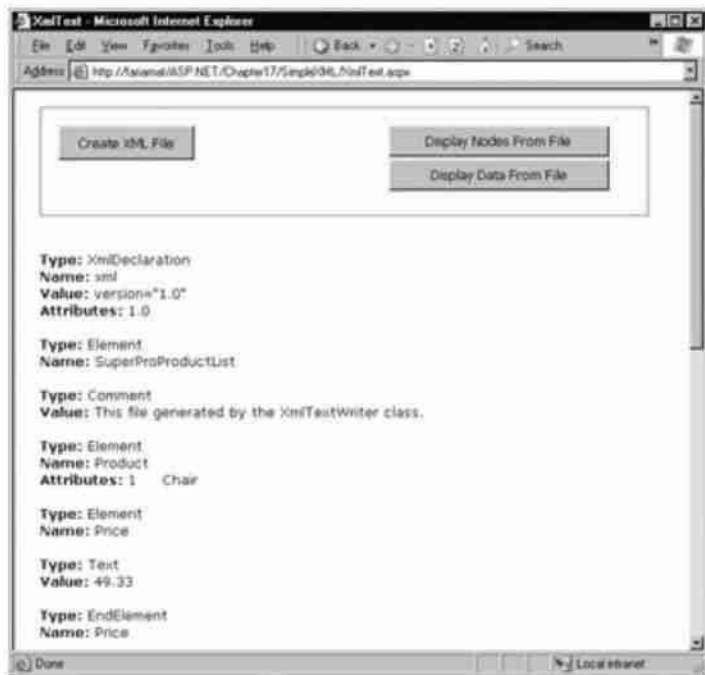 XmlText - Microsoft Internet Explorer
File Edit View Favorites Tools Help Back Search
Address http://fariamat/ASP.NET/Chapter17/SimpleXML/XmlText.aspx
Create XML File
Display Nodes From File
Display Data From File
Type: XmlDeclaration
Name: xml
Value: version="1.0"
Attributes: 1.0
Type: Element
Name: SuperProProductList
Type: Comment
Value: This file generated by the XmlTextWriter class.
Type: Element
Name: Product
Attributes: 1 Chair
Type: Element
Name: Price
Type: Text
Value: 49.33
Type: EndElement
Name: Price
Done Local intranet